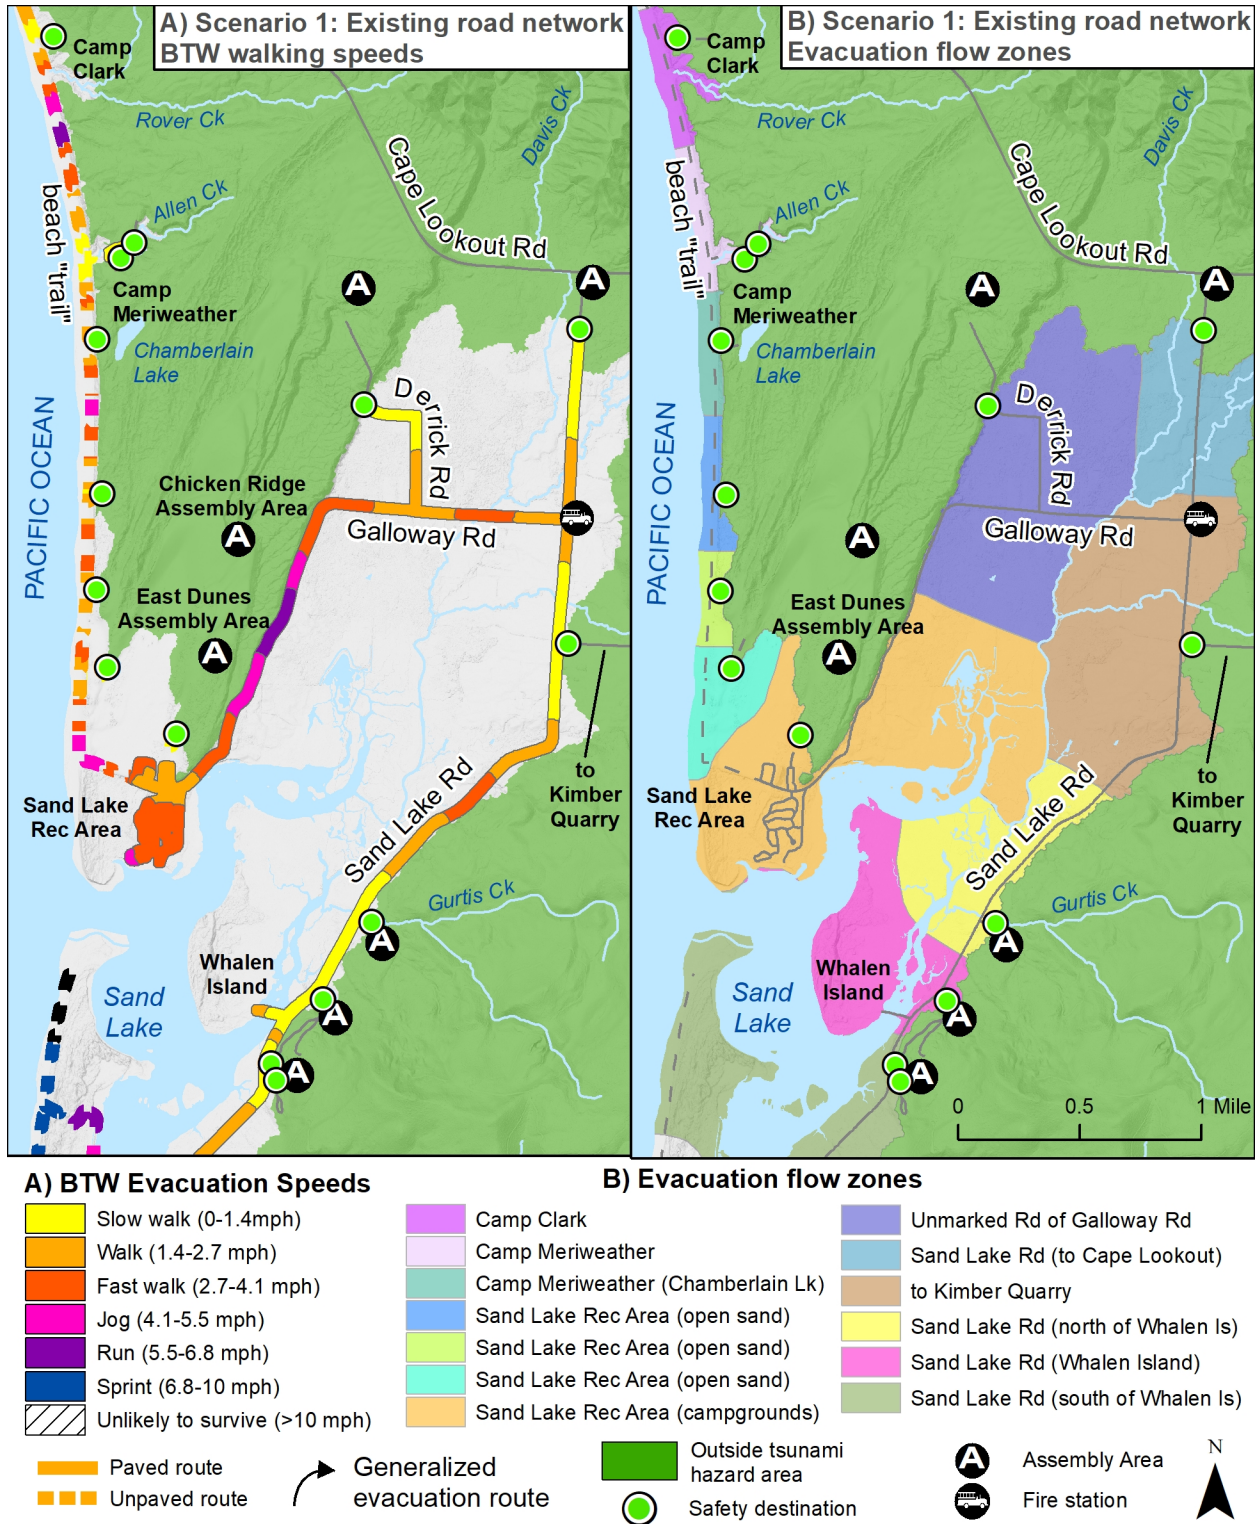 A) Scenario 1: Existing road network
BTW walking speeds
Camp
Clark
Rover Ck
Davis Ck
Cape Lookout Rd
beach "trail"
Allen Ck
Camp
Meriweather
Chamberlain
Lake
PACIFIC OCEAN
Derrick Rd
Chicken Ridge
Assembly Area
A
A
A
Galloway Rd
East Dunes
Assembly Area
A
Sand Lake
Rec Area
Sand Lake Rd
to
Kimber
Quarry
Gurtis Ck
A
Whalen
Island
Sand
Lake
A
A
B) Scenario 1: Existing road network
Evacuation flow zones
Camp
Clark
Rover Ck
Davis Ck
Cape Lookout Rd
beach "trail"
Allen Ck
Camp
Meriweather
Chamberlain
Lake
PACIFIC OCEAN
Derrick Rd
A
A
A
Galloway Rd
East Dunes
Assembly Area
A
Sand Lake
Rec Area
Sand Lake Rd
to
Kimber
Quarry
Gurtis Ck
A
Whalen
Island
Sand
Lake
A
A
0 0.5 1 Mile
A) BTW Evacuation Speeds
Slow walk (0-1.4mph)
Walk (1.4-2.7 mph)
Fast walk (2.7-4.1 mph)
Jog (4.1-5.5 mph)
Run (5.5-6.8 mph)
Sprint (6.8-10 mph)
Unlikely to survive (>10 mph)
B) Evacuation flow zones
Camp Clark
Camp Meriweather
Camp Meriweather (Chamberlain Lk)
Sand Lake Rec Area (open sand)
Sand Lake Rec Area (open sand)
Sand Lake Rec Area (open sand)
Sand Lake Rec Area (campgrounds)
Unmarked Rd of Galloway Rd
Sand Lake Rd (to Cape Lookout)
to Kimber Quarry
Sand Lake Rd (north of Whalen Is)
Sand Lake Rd (Whalen Island)
Sand Lake Rd (south of Whalen Is)
Paved route
Unpaved route
Generalized
evacuation route
Outside tsunami
hazard area
Safety destination
A Assembly Area
Fire station
N